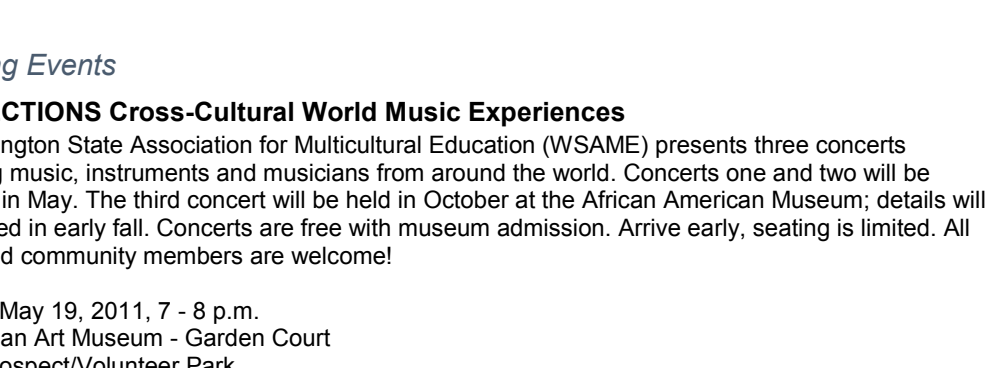 g Events
CTIONS Cross-Cultural World Music Experiences
ngton State Association for Multicultural Education (WSAME) presents three concerts
g music, instruments and musicians from around the world. Concerts one and two will be
in May. The third concert will be held in October at the African American Museum; details will
ed in early fall. Concerts are free with museum admission. Arrive early, seating is limited. All
d community members are welcome!
May 19, 2011, 7 - 8 p.m.
an Art Museum - Garden Court
ospect/Volunteer Park